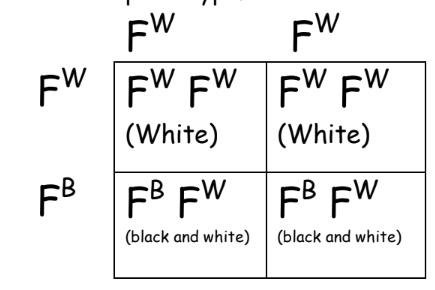 F^W F^W
F^W F^W F^W F^W F^W
(White) (White)
F^B F^B F^W F^B F^W
(black and white) (black and white)